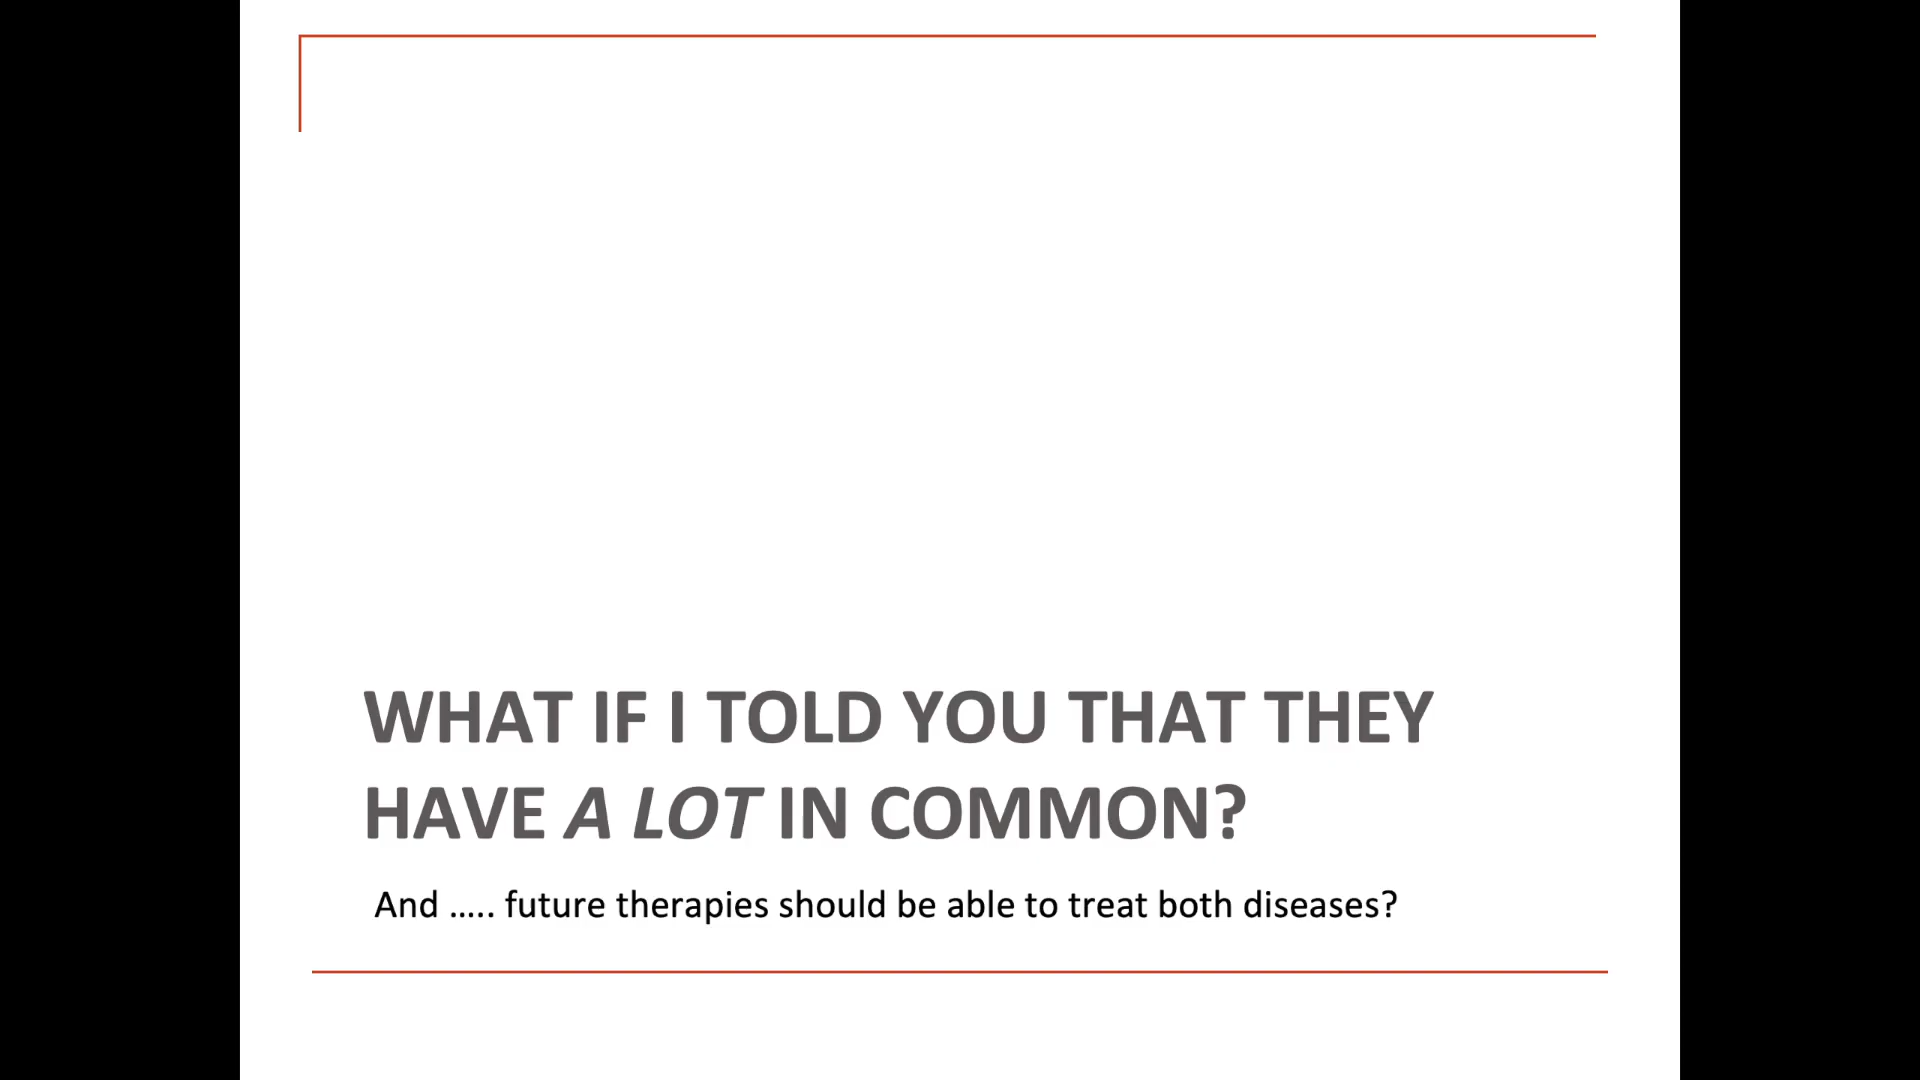 WHAT IF I TOLD YOU THAT THEY
HAVE A LOT IN COMMON?
And ..... future therapies should be able to treat both diseases?